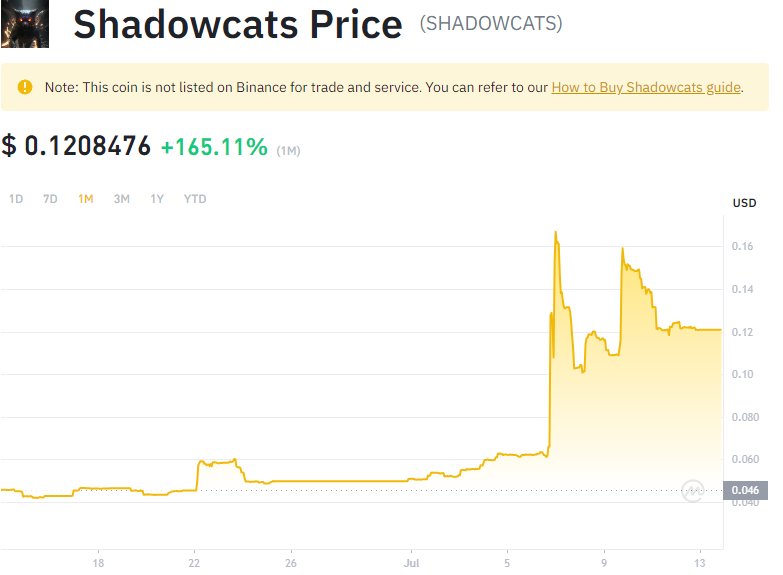 Shadowcats Price (SHADOWCATS)
Note: This coin is not listed on Binance for trade and service. You can refer to our How to Buy Shadowcats guide.
$ 0.1208476 +165.11% (1M)
1D 7D 1M 3M 1Y YTD
USD
0.16
0.14
0.12
0.10
0.080
0.060
0.046
0.040
18 22 26 Jul 5 9 13